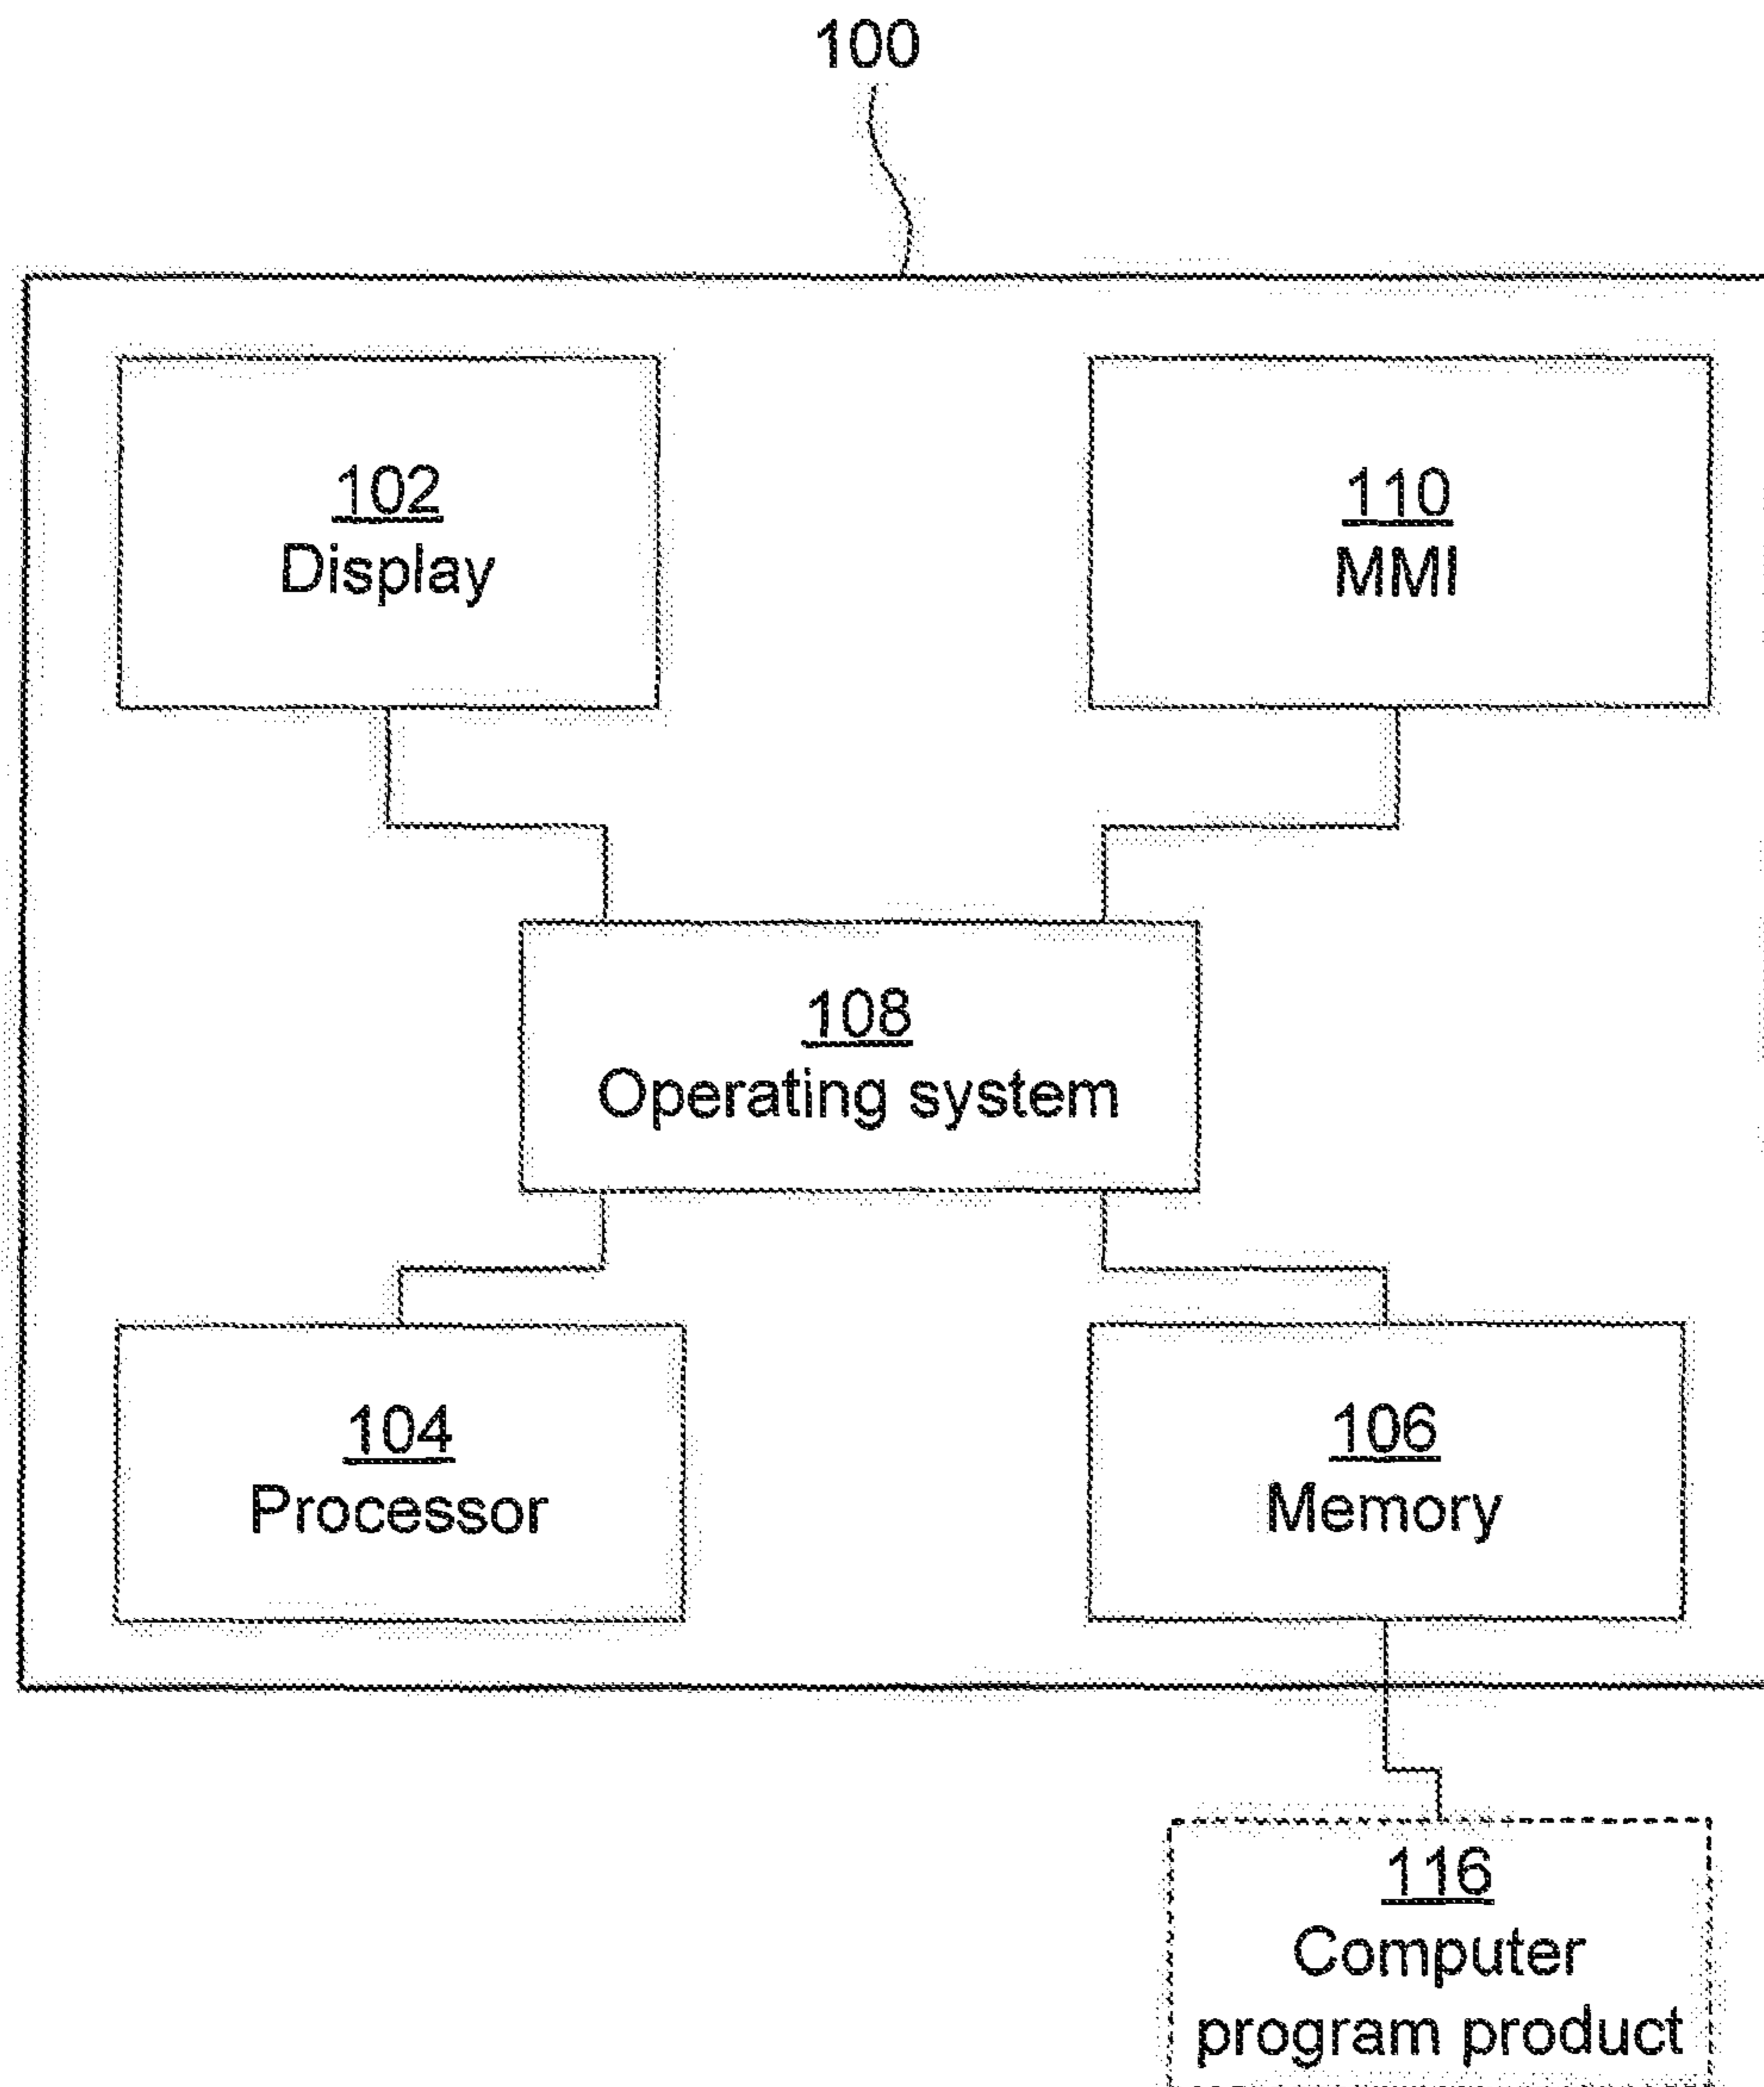 100
102
Display
110
MMI
108
Operating system
104
Processor
106
Memory
116
Computer
program product